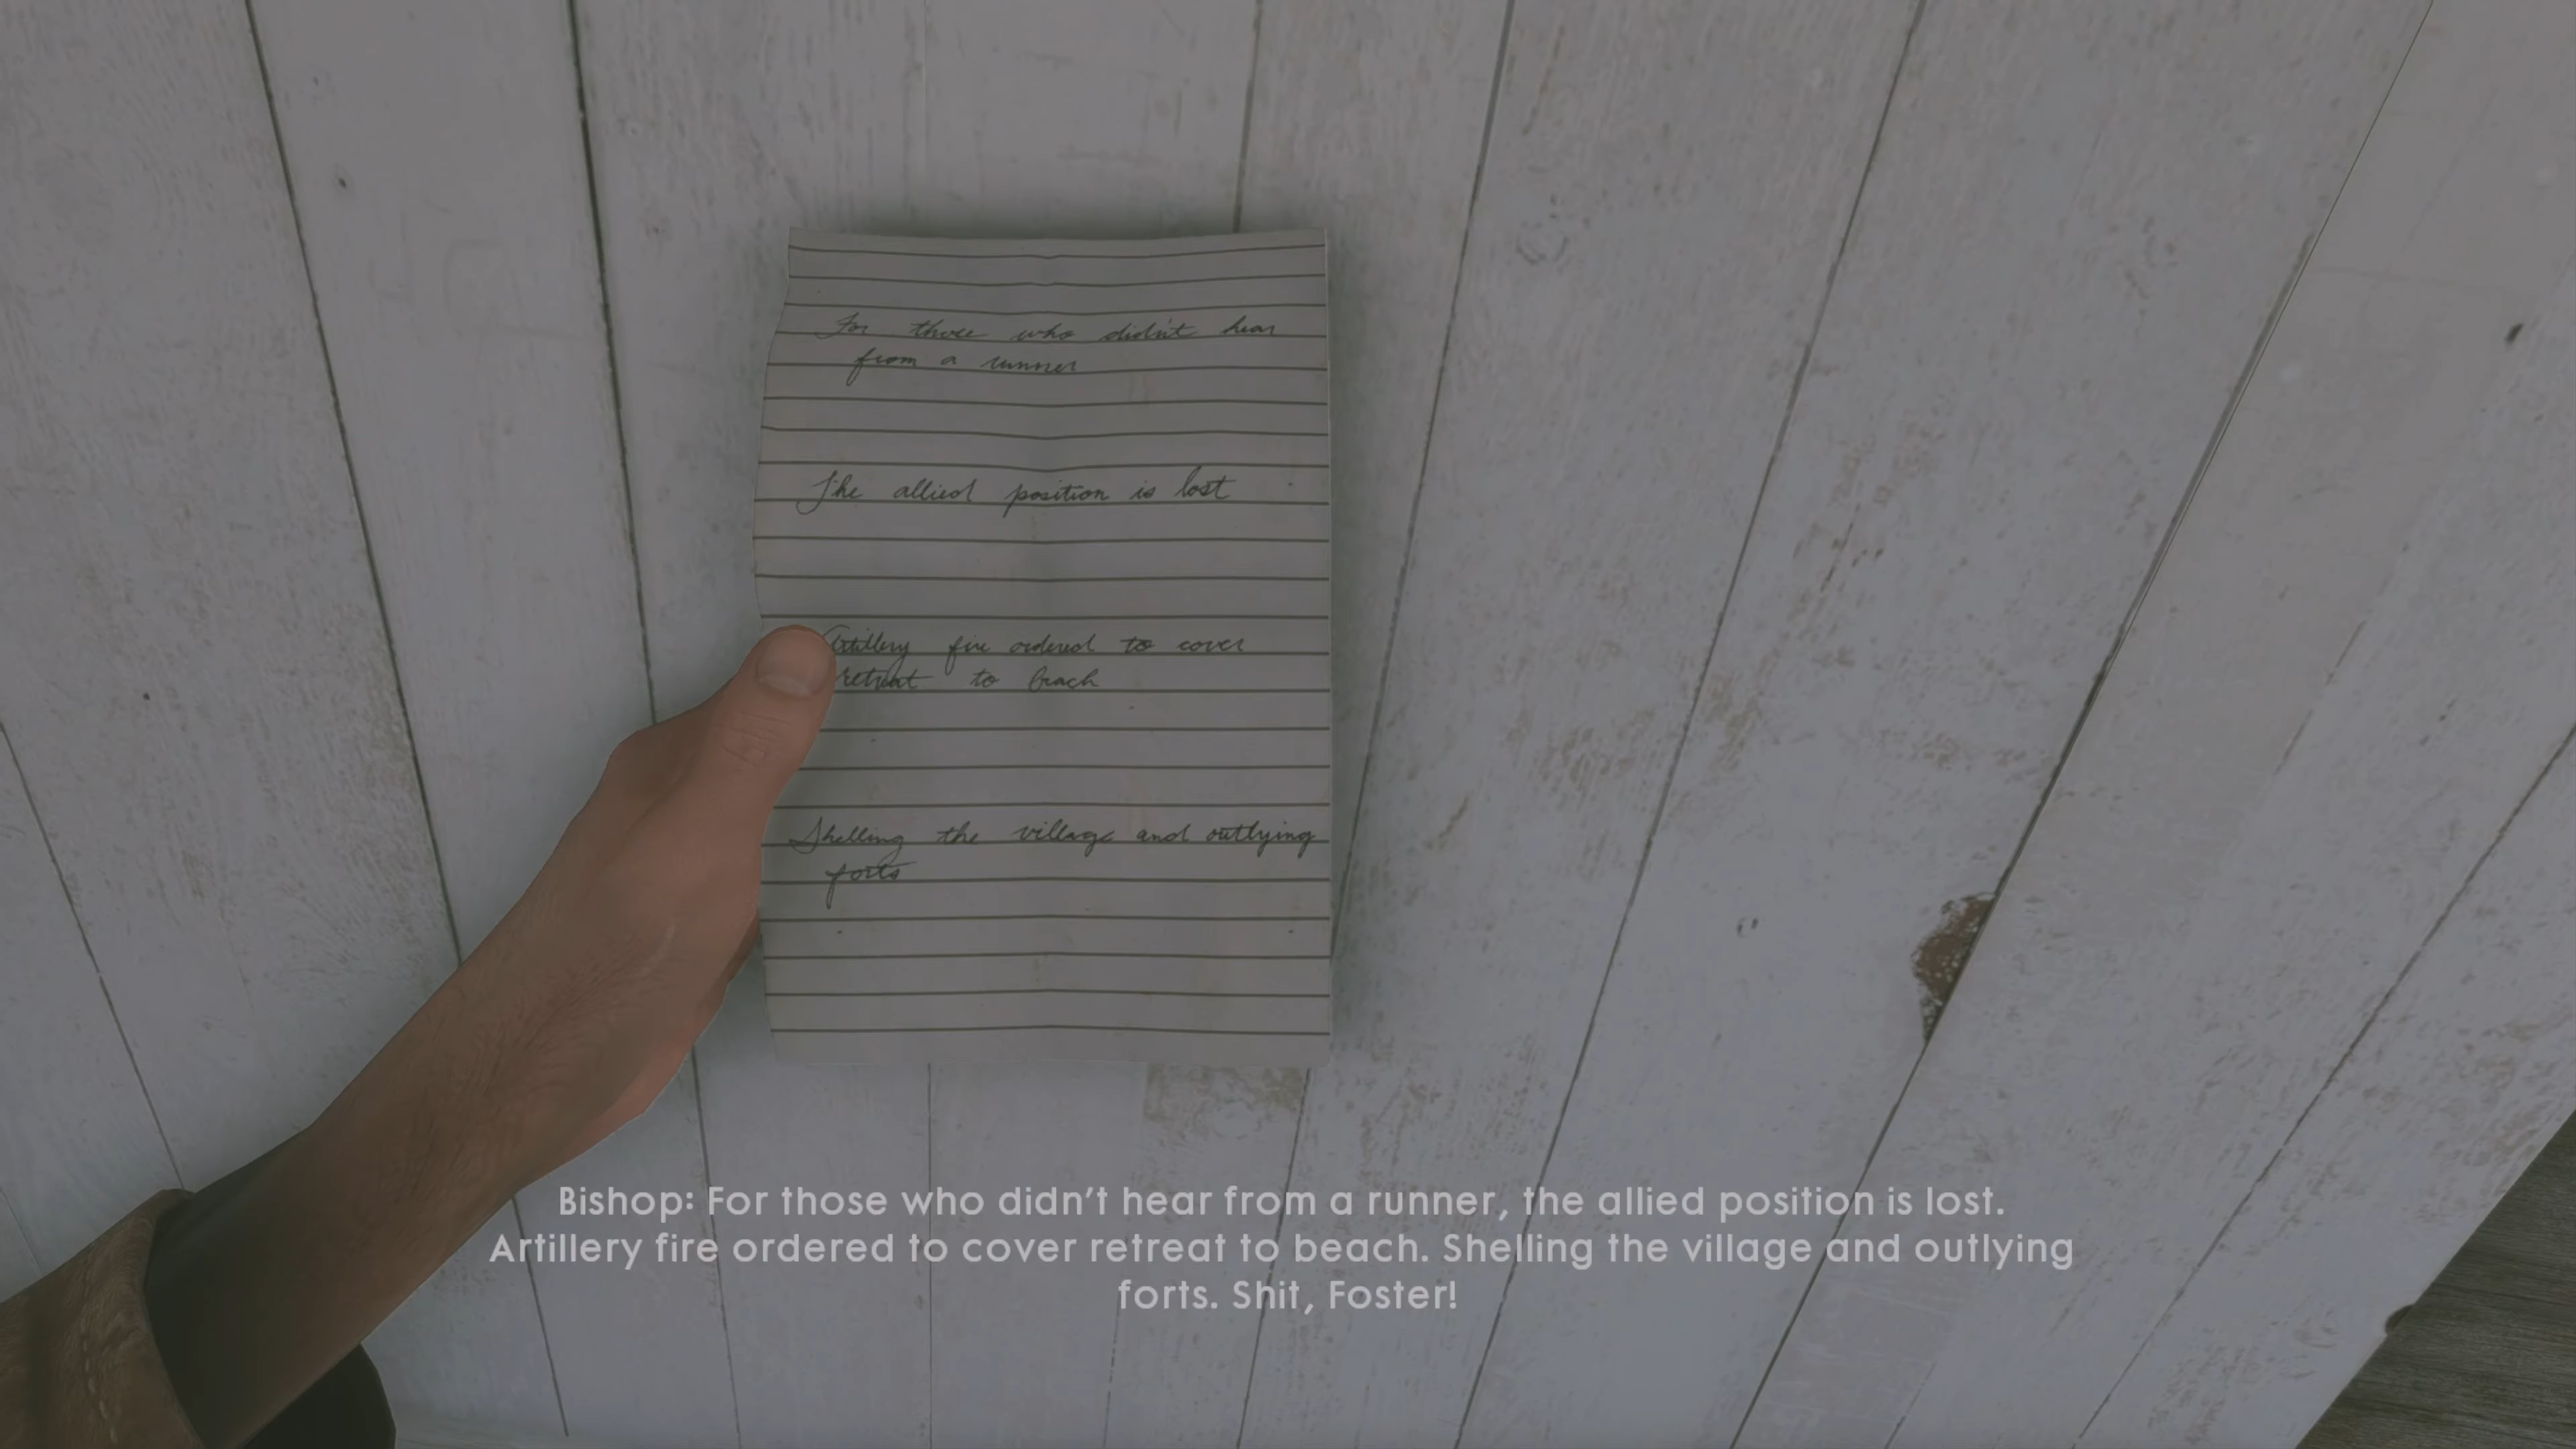 For those who didn't hear
from a runner
The allied position is lost
Artillery fire ordered to cover
retreat to beach
Shelling the village and outlying
forts
Bishop: For those who didn't hear from a runner, the allied position is lost.
Artillery fire ordered to cover retreat to beach. Shelling the village and outlying
forts. Shit, Foster!